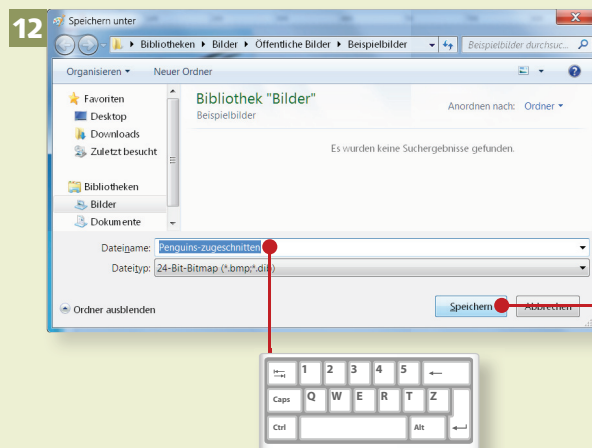 12
Speichern unter
Bibliotheken Bilder Öffentliche Bilder Beispielbilder Beispielbilder durchsuc...
Organisieren Neuer Ordner
Favoriten
Desktop
Downloads
Zuletzt besucht
Bibliotheken
Bilder
Dokumente
Bibliothek "Bilder"
Beispielbilder
Anordnen nach: Ordner
Es wurden keine Suchergebnisse gefunden.
Dateiname: Penguins-zugeschnitten
Dateityp: 24-Bit-Bitmap (*.bmp;*.dib)
Ordner ausblenden Speichern Abbrechen
1 2 3 4 5
Caps Q W E R T Z
Ctrl Alt